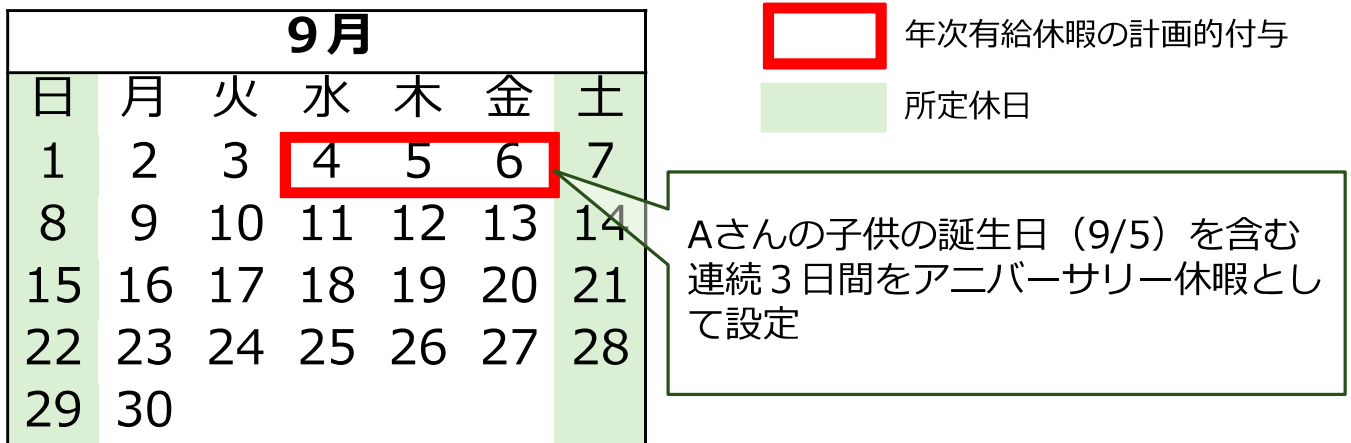 9月
日 月 火 水 木 金 土
1 2 3 4 5 6 7
8 9 10 11 12 13 14
15 16 17 18 19 20 21
22 23 24 25 26 27 28
29 30
年次有給休暇の計画的付与
所定休日
Aさんの子供の誕生日（9/5）を含む
連続３日間をアニバーサリー休暇とし
て設定